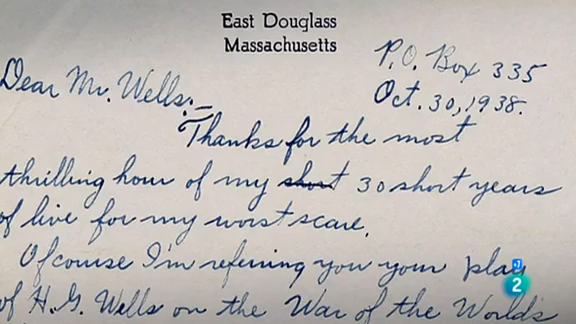 East Douglass
Massachusetts
P.O. Box 335
Oct. 30, 1938.
Dear Mr. Wells:—
Thanks for the most
thrilling hour of my short 30 short years
of live for my worst scare.
Of course I'm refering you your play
of H.G. Wells on the War of the Worlds
2